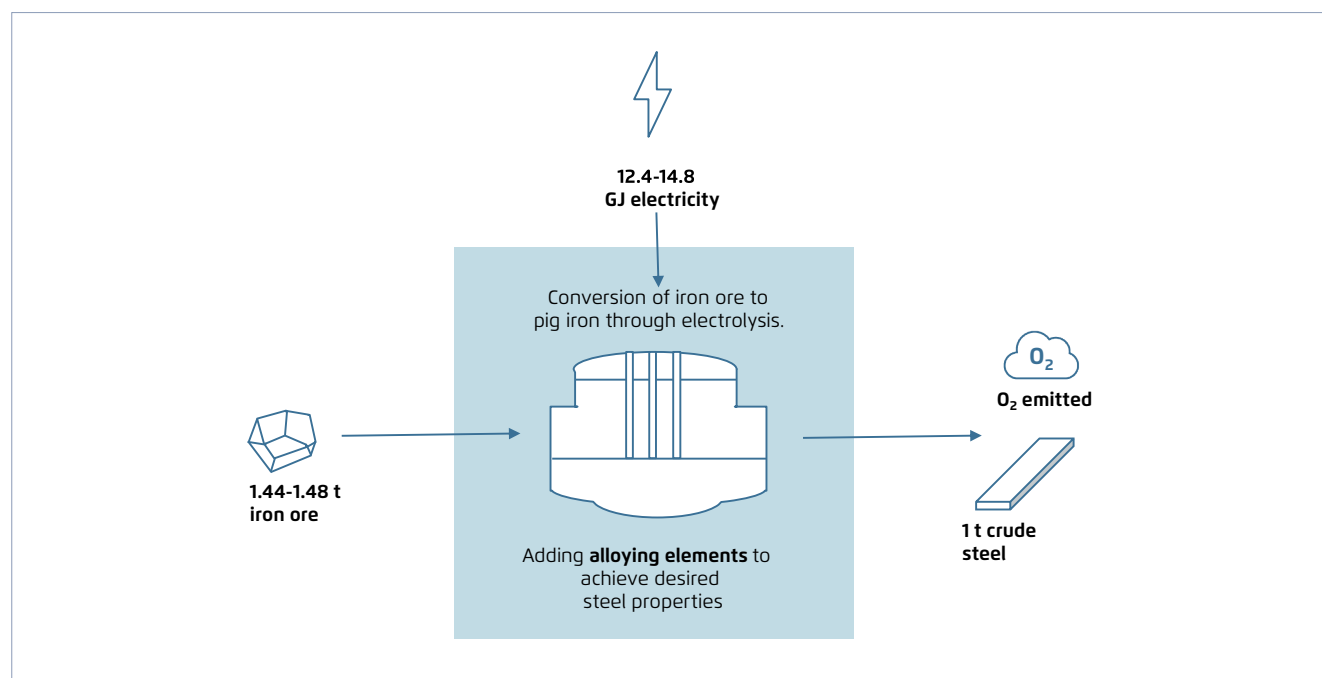 12.4-14.8
GJ electricity
Conversion of iron ore to
pig iron through electrolysis.
1.44-1.48 t
iron ore
Adding alloying elements to
achieve desired
steel properties
O₂
O₂ emitted
1 t crude
steel